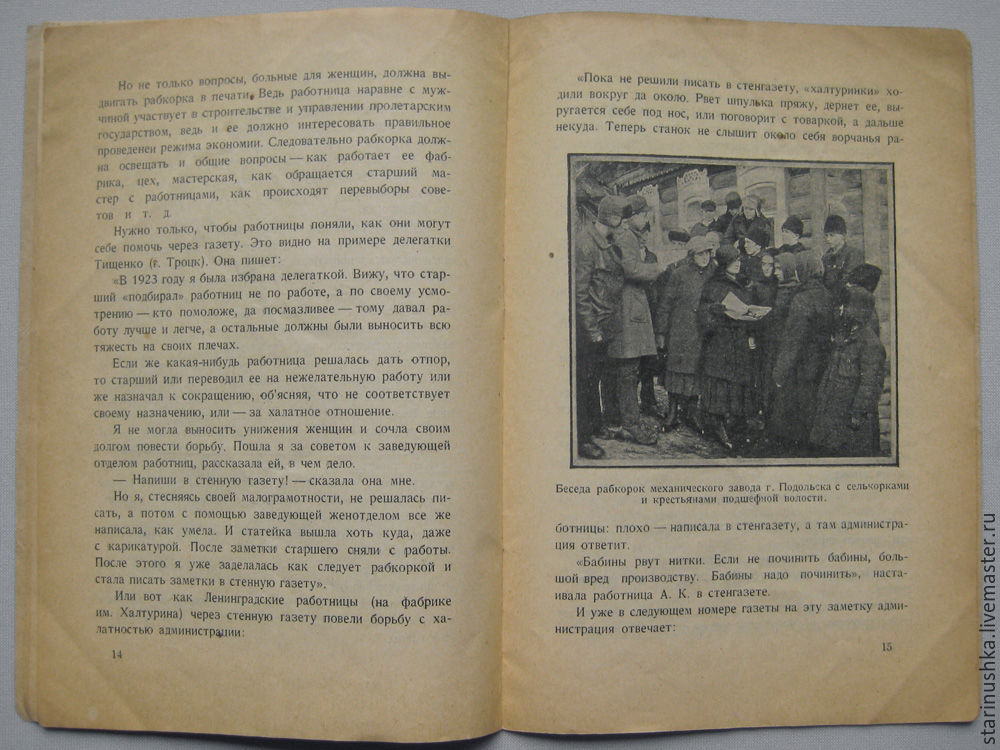 Но не только вопросы, больные для женщин, должна вы-
двигать рабкорка в печати. Ведь работница наравне с муж-
чиной участвует в строительстве и управлении пролетарским
государством, ведь и ее должно интересовать правильное
проведенеи режима экономии. Следовательно рабкорка долж-
на освещать и общие вопросы — как работает ее фаб-
рика, цех, мастерская, как обращается старший ма-
стер с работницами, как происходят перевыборы сове-
тов и т. д
Нужно только, чтобы работницы поняли, как они могут
себе помочь через газету. Это видно на примере делегатки
Тищенко (г. Троцк). Она пишет:
«В 1923 году я была избрана делегаткой. Вижу, что стар-
ший «подбирал» работниц не по работе, а по своему усмо-
трению — кто помоложе, да посмазливее — тому давал ра-
боту лучше и легче, а остальные должны были выносить всю
тяжесть на своих плечах.
Если же какая-нибудь работница решалась дать отпор,
то старший или переводил ее на нежелательную работу или
же назначал к сокращению, об'ясняя, что не соответствует
своему назначению, или — за халатное отношение.
Я не могла выносить унижения женщин и сочла своим
долгом повести борьбу. Пошла я за советом к заведующей
отделом работниц, рассказала ей, в чем дело.
— Напиши в стенную газету! — сказала она мне.
Но я, стесняясь своей малограмотности, не решалась пи-
сать, а потом с помощью заведующей женотделом все же
написала, как умела. И статейка вышла хоть куда, даже
с карикатурой. После заметки старшего сняли с работы.
После этого я уже заделалась как следует рабкоркой и
стала писать заметки в стенную газету».
Или вот как Ленинградские работницы (на фабрике
им. Халтурина) через стенную газету повели борьбу с ха-
латностью администрации:
14
«Пока не решили писать в стенгазету, «халтуринки» хо-
дили вокруг да около. Рвет шпулька пряжу, дернет ее, вы-
ругается себе под нос, или поговорит с товаркой, а дальше
некуда. Теперь станок не слышит около себя ворчанья ра-
Беседа рабкорок механического завода г. Подольска с селькорками
и крестьянами подшефной волости.
ботницы: плохо — написала в стенгазету, а там администра-
ция ответит.
«Бабины рвут нитки. Если не починить бабины, боль-
шой вред производству. Бабины надо починить», наста-
ивала работница А. К. в стенгазете.
И уже в следующем номере газеты на эту заметку адми-
нистрация отвечает:
15
starinushka.livemaster.ru